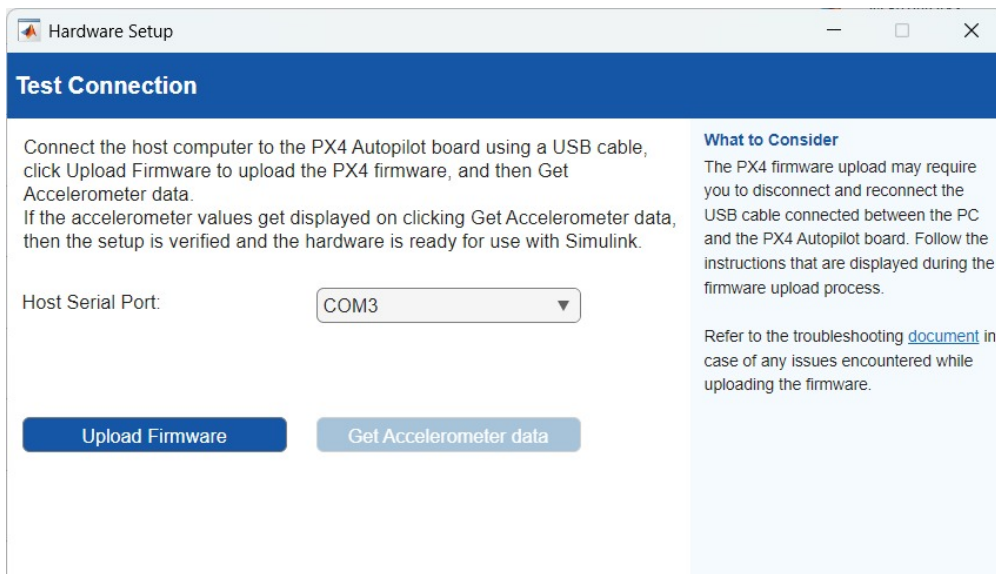 Hardware Setup
Test Connection
Connect the host computer to the PX4 Autopilot board using a USB cable,
click Upload Firmware to upload the PX4 firmware, and then Get
Accelerometer data.
If the accelerometer values get displayed on clicking Get Accelerometer data,
then the setup is verified and the hardware is ready for use with Simulink.
Host Serial Port:
COM3
Upload Firmware
Get Accelerometer data
What to Consider
The PX4 firmware upload may require
you to disconnect and reconnect the
USB cable connected between the PC
and the PX4 Autopilot board. Follow the
instructions that are displayed during the
firmware upload process.
Refer to the troubleshooting document in
case of any issues encountered while
uploading the firmware.